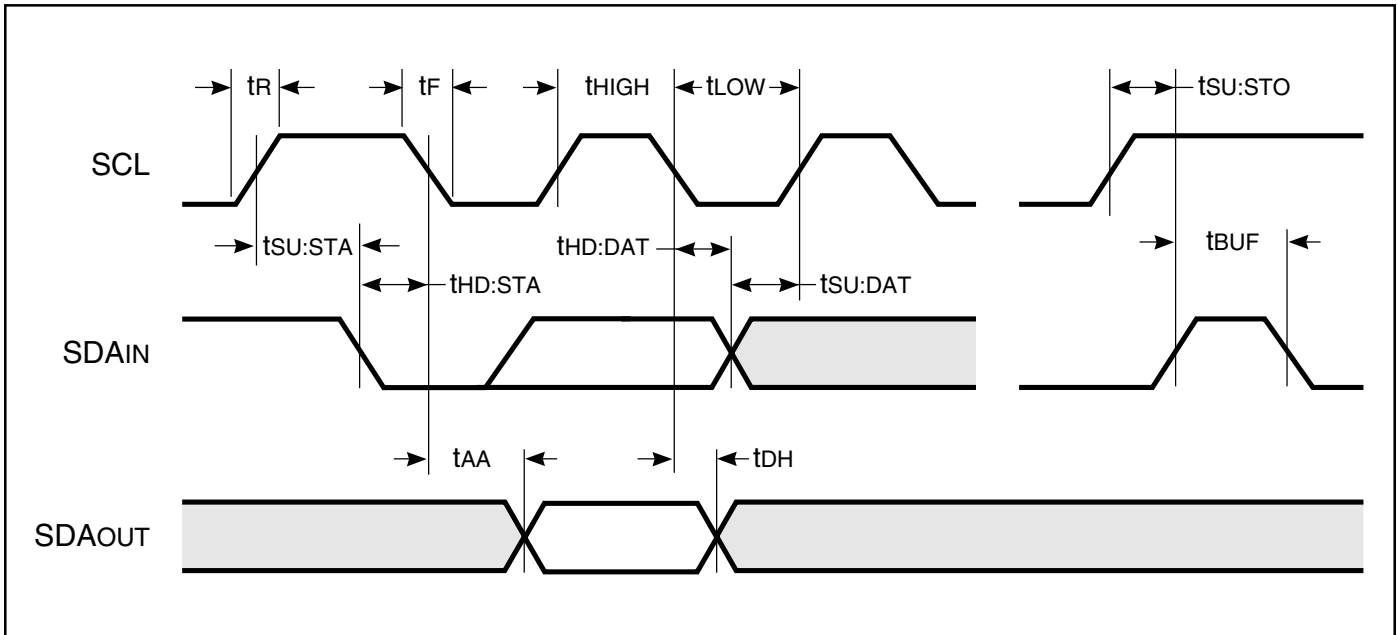 tR
tF
tHIGH
tLOW
tSU:STO
SCL
tSU:STA
tHD:DAT
tBUF
tHD:STA
tSU:DAT
SDAIN
tAA
tDH
SDAOUT